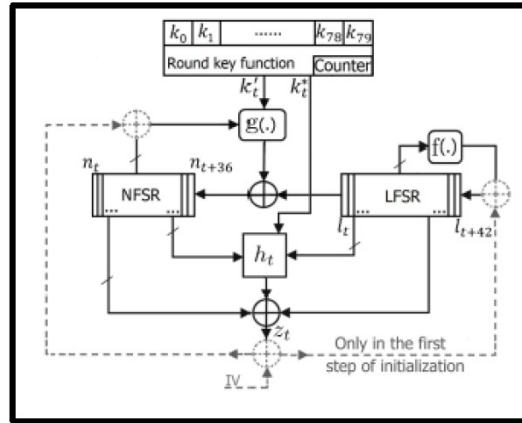 k₀ k₁ ...... k₇₈ k₇₉
Round key function Counter
k′ₜ k*ₜ
g(.)
f(.)
nₜ nₜ₊₃₆
NFSR LFSR
... ... ... ...
lₜ lₜ₊₄₂
hₜ
zₜ
Only in the first
step of initialization
IV